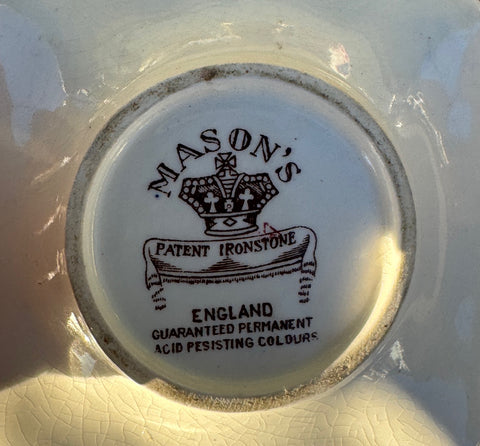 MASON'S
PATENT IRONSTONE
ENGLAND
GUARANTEED PERMANENT
ACID RESISTING COLOURS